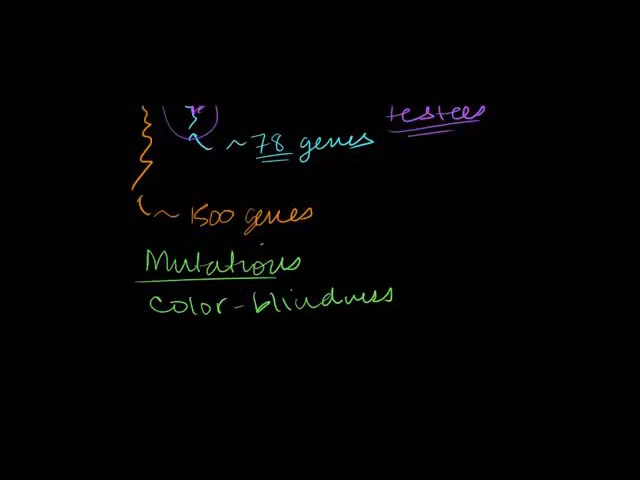 testes
~ 78 genes
~ 1500 genes
Mutations
color-blindness